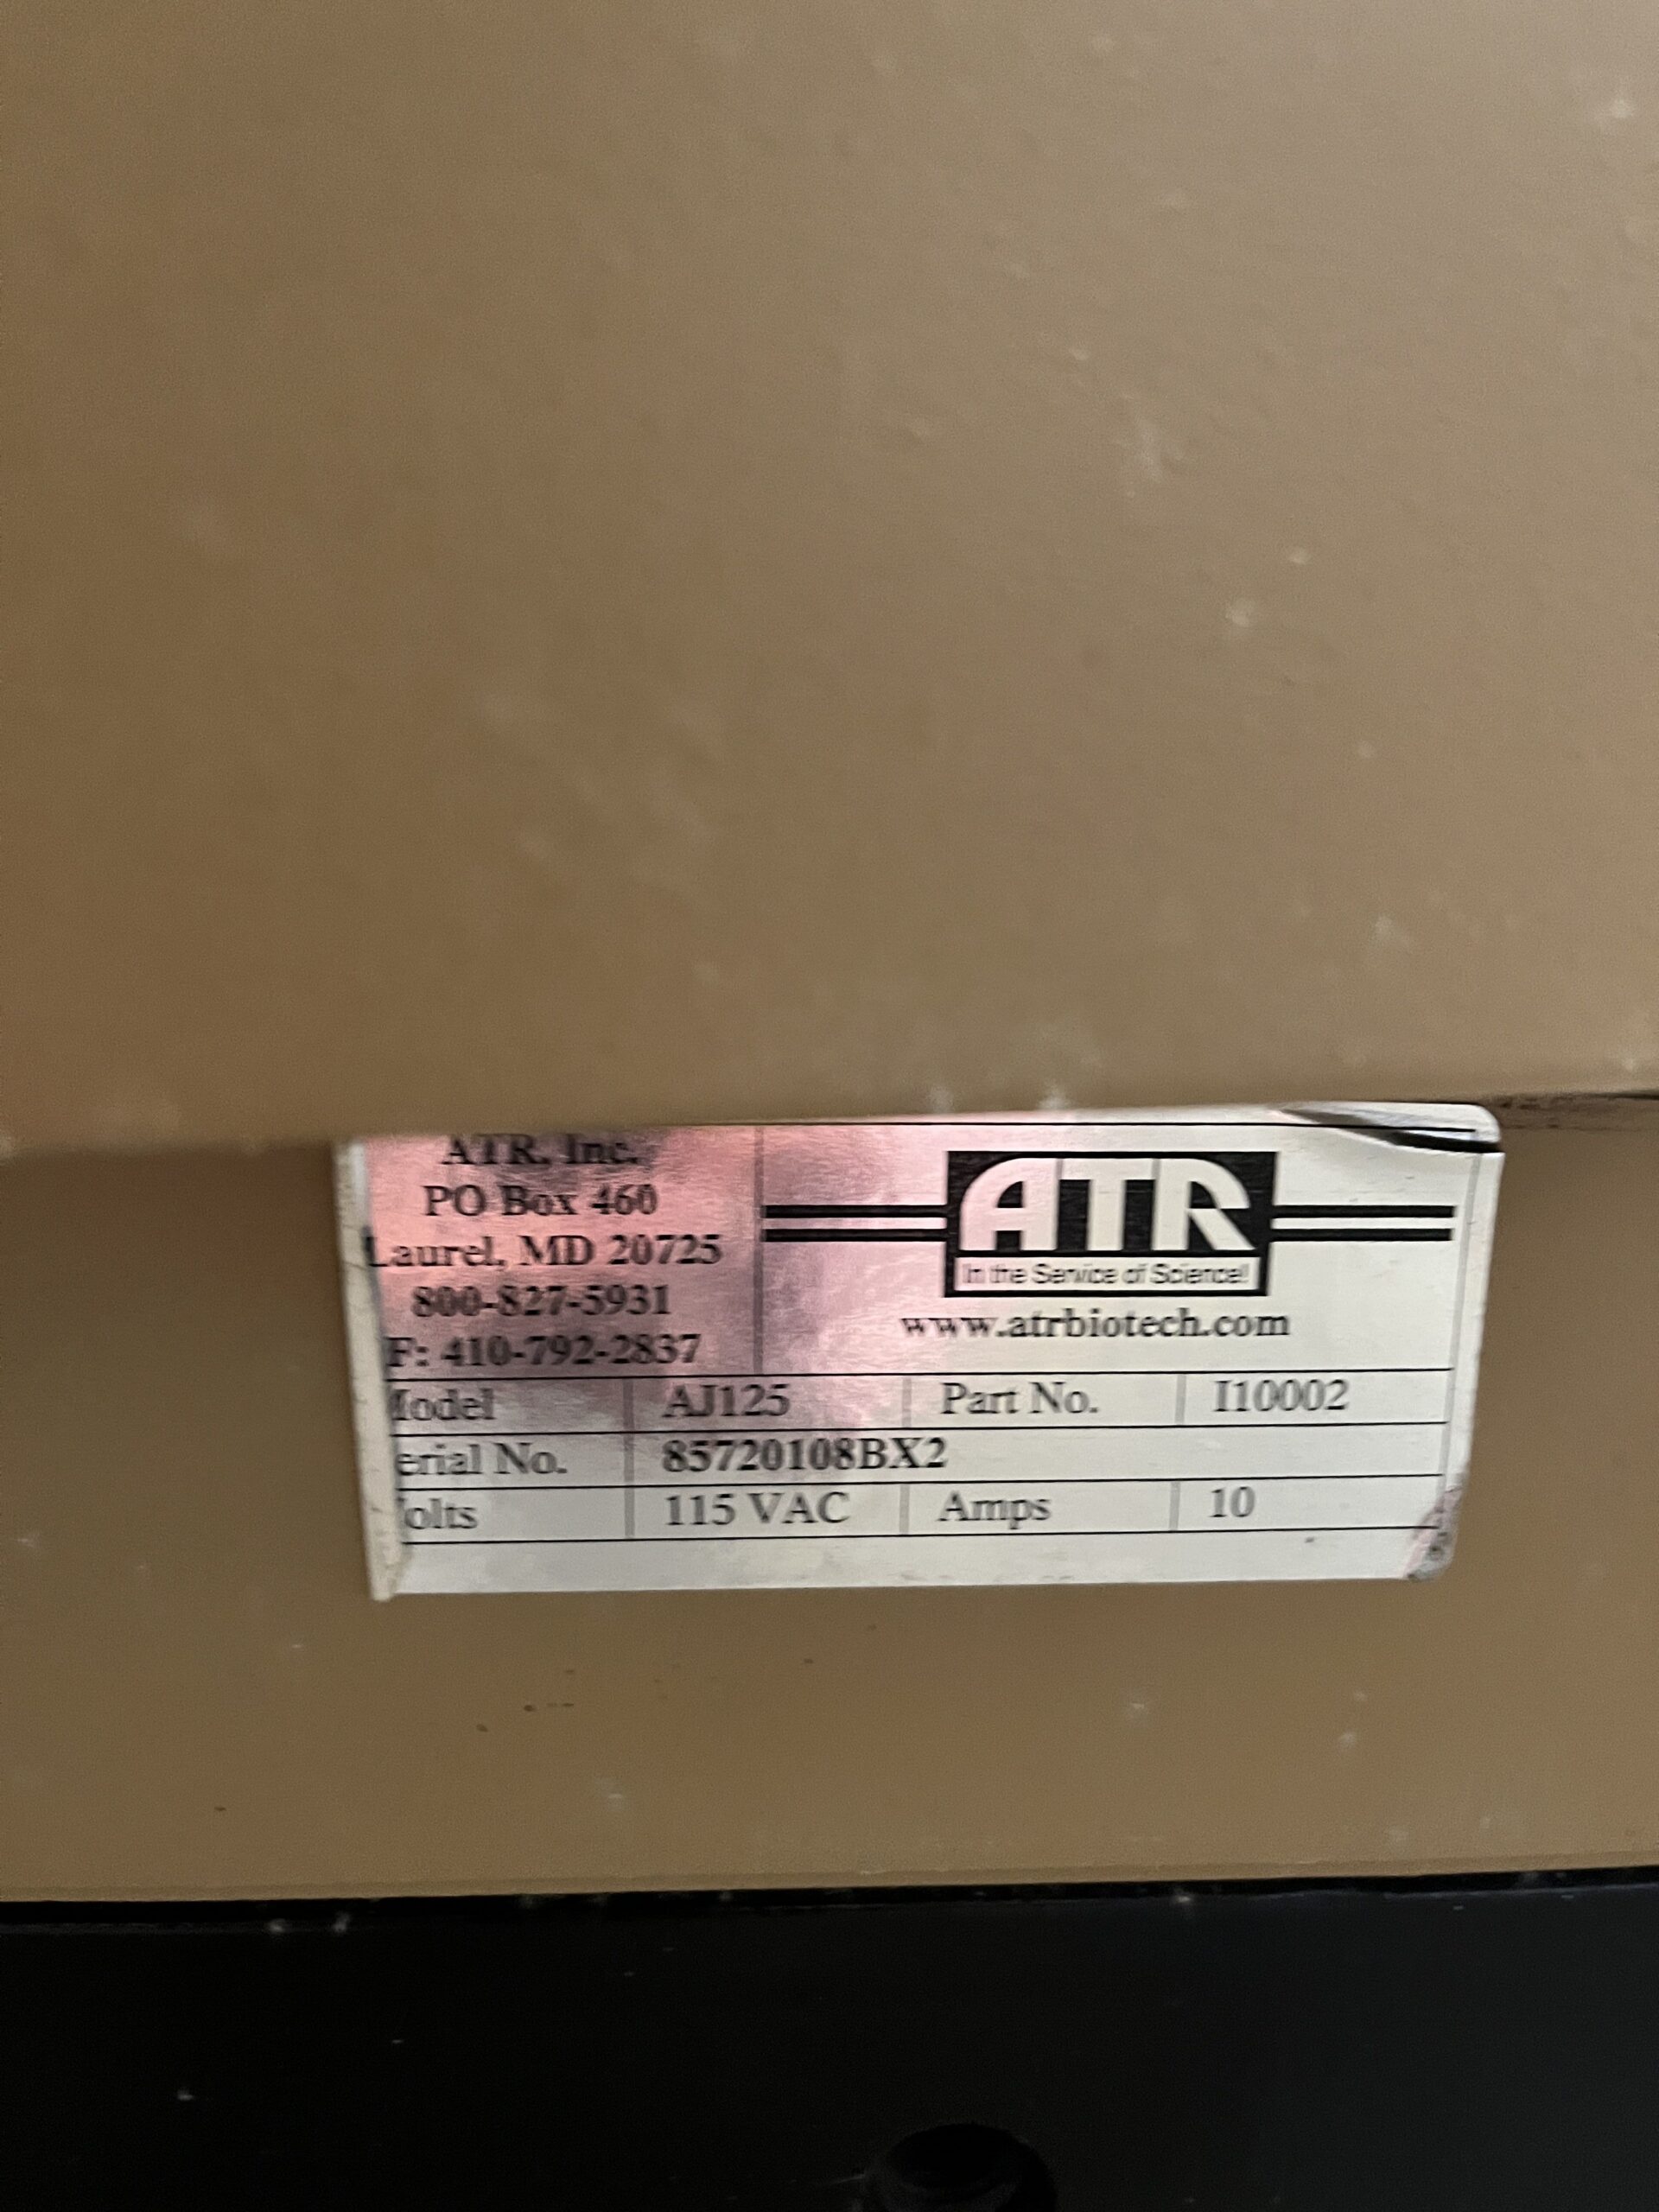 ATR, Inc.
PO Box 460
Laurel, MD 20725
800-827-5931
F: 410-792-2837
ATR
In the Service of Science!
www.atrbiotech.com
Model AJ125 Part No. I10002
erial No. 85720108BX2
olts 115 VAC Amps 10